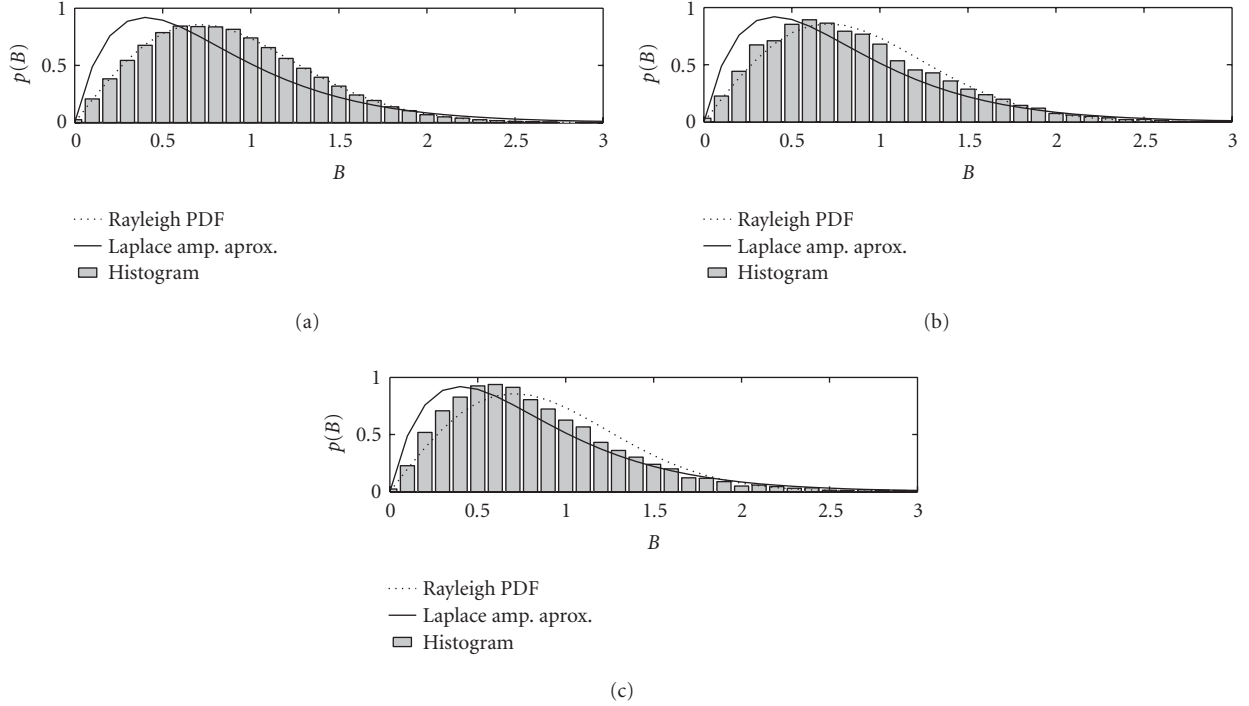 1
0.5
0
p(B)
0 0.5 1 1.5 2 2.5 3
B
Rayleigh PDF
Laplace amp. aprox.
Histogram
(a)
1
0.5
0
p(B)
0 0.5 1 1.5 2 2.5 3
B
Rayleigh PDF
Laplace amp. aprox.
Histogram
(b)
1
0.5
0
p(B)
0 0.5 1 1.5 2 2.5 3
B
Rayleigh PDF
Laplace amp. aprox.
Histogram
(c)